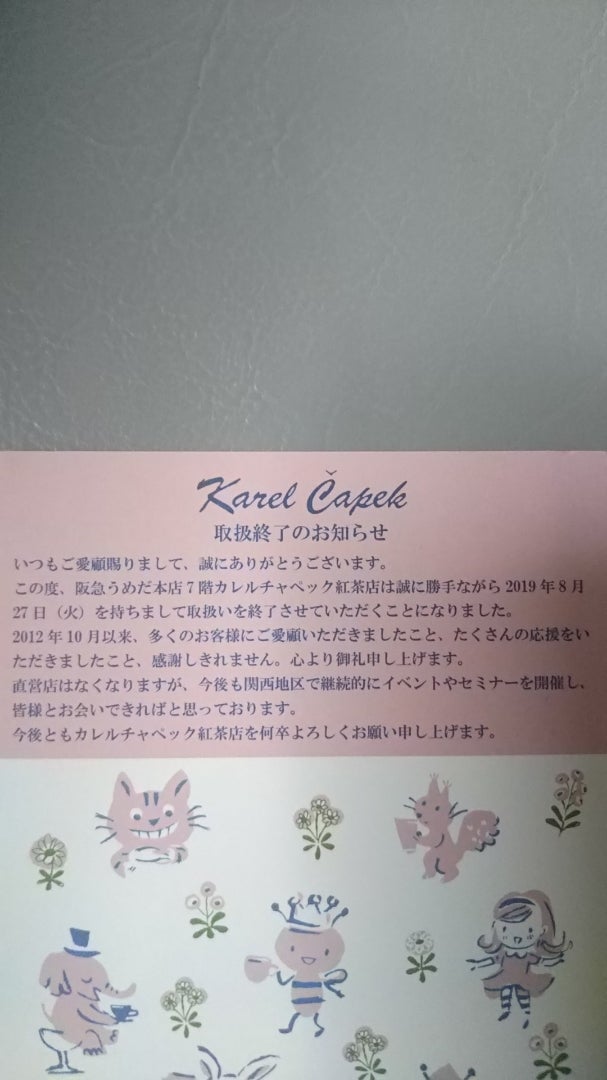 Karel Čapek
取扱終了のお知らせ
いつもご愛顧賜りまして、誠にありがとうございます。
この度、阪急うめだ本店7階カレルチャペック紅茶店は誠に勝手ながら2019年8月
27日（火）を持ちまして取扱いを終了させていただくことになりました。
2012年10月以来、多くのお客様にご愛顧いただきましたこと、たくさんの応援をい
ただきましたこと、感謝しきれません。心より御礼申し上げます。
直営店はなくなりますが、今後も関西地区で継続的にイベントやセミナーを開催し、
皆様とお会いできればと思っております。
今後ともカレルチャペック紅茶店を何卒よろしくお願い申し上げます。